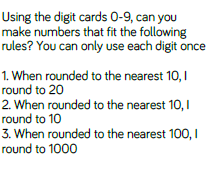 Using the digit cards 0-9, can you
make numbers that fit the following
rules? You can only use each digit once
1. When rounded to the nearest 10, I
round to 20
2. When rounded to the nearest 10, I
round to 10
3. When rounded to the nearest 100, I
round to 1000